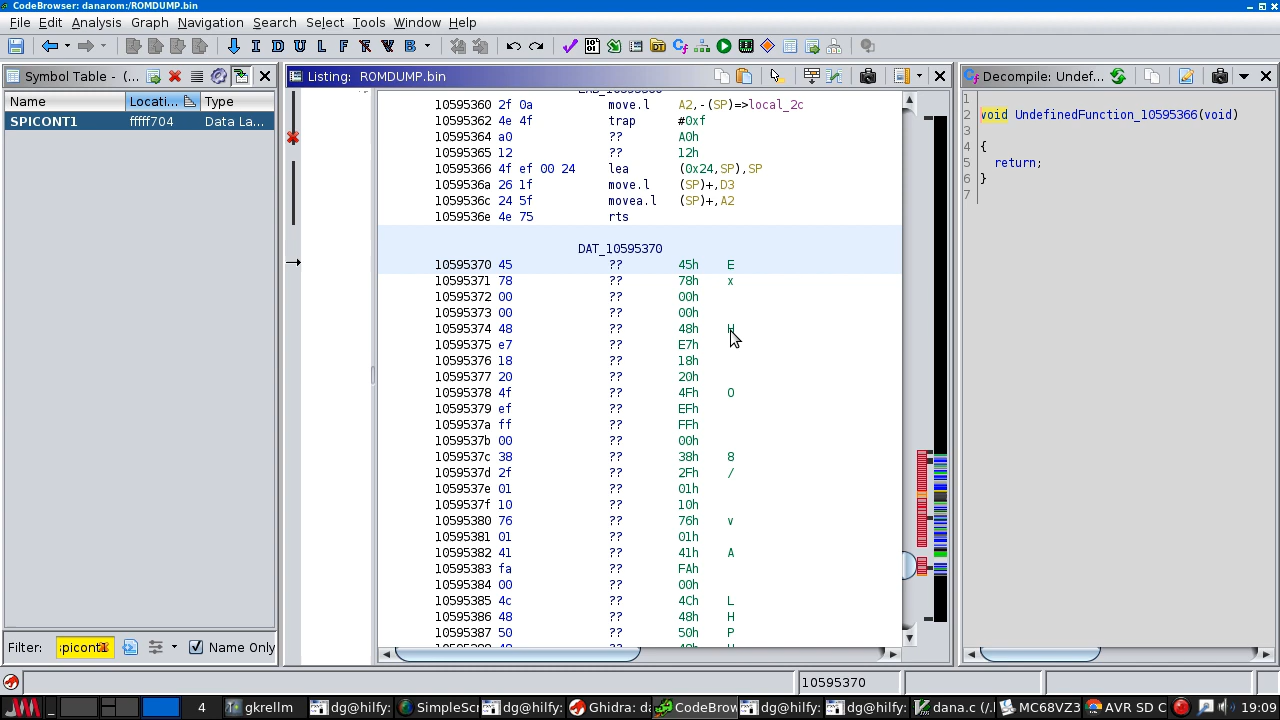 CodeBrowser: danarom:/ROMDUMP.bin
File Edit Analysis Graph Navigation Search Select Tools Window Help
I D U L F R V B
Symbol Table - (...
Name Locati... Type
SPICONT1 fffff704 Data La...
Filter: spicont1 Name Only
Listing: ROMDUMP.bin
10595360 2f 0a move.l A2,-(SP)=>local_2c
10595362 4e 4f trap #0xf
10595364 a0 ?? A0h
10595365 12 ?? 12h
10595366 4f ef 00 24 lea (0x24,SP),SP
1059536a 26 1f move.l (SP)+,D3
1059536c 24 5f movea.l (SP)+,A2
1059536e 4e 75 rts
DAT_10595370
10595370 45 ?? 45h E
10595371 78 ?? 78h x
10595372 00 ?? 00h
10595373 00 ?? 00h
10595374 48 ?? 48h H
10595375 e7 ?? E7h
10595376 18 ?? 18h
10595377 20 ?? 20h
10595378 4f ?? 4Fh O
10595379 ef ?? EFh
1059537a ff ?? FFh
1059537b 00 ?? 00h
1059537c 38 ?? 38h 8
1059537d 2f ?? 2Fh /
1059537e 01 ?? 01h
1059537f 10 ?? 10h
10595380 76 ?? 76h v
10595381 01 ?? 01h
10595382 41 ?? 41h A
10595383 fa ?? FAh
10595384 00 ?? 00h
10595385 4c ?? 4Ch L
10595386 48 ?? 48h H
10595387 50 ?? 50h P
Decompile: Undef...
1
2 void UndefinedFunction_10595366(void)
3
4 {
5 return;
6 }
7
10595370
4 gkrellm dg@hilfy: SimpleSc dg@hilfy: Ghidra: da CodeBrow dg@hilfy: dg@hilfy: dana.c (/. MC68VZ3 AVR SD C 19:09